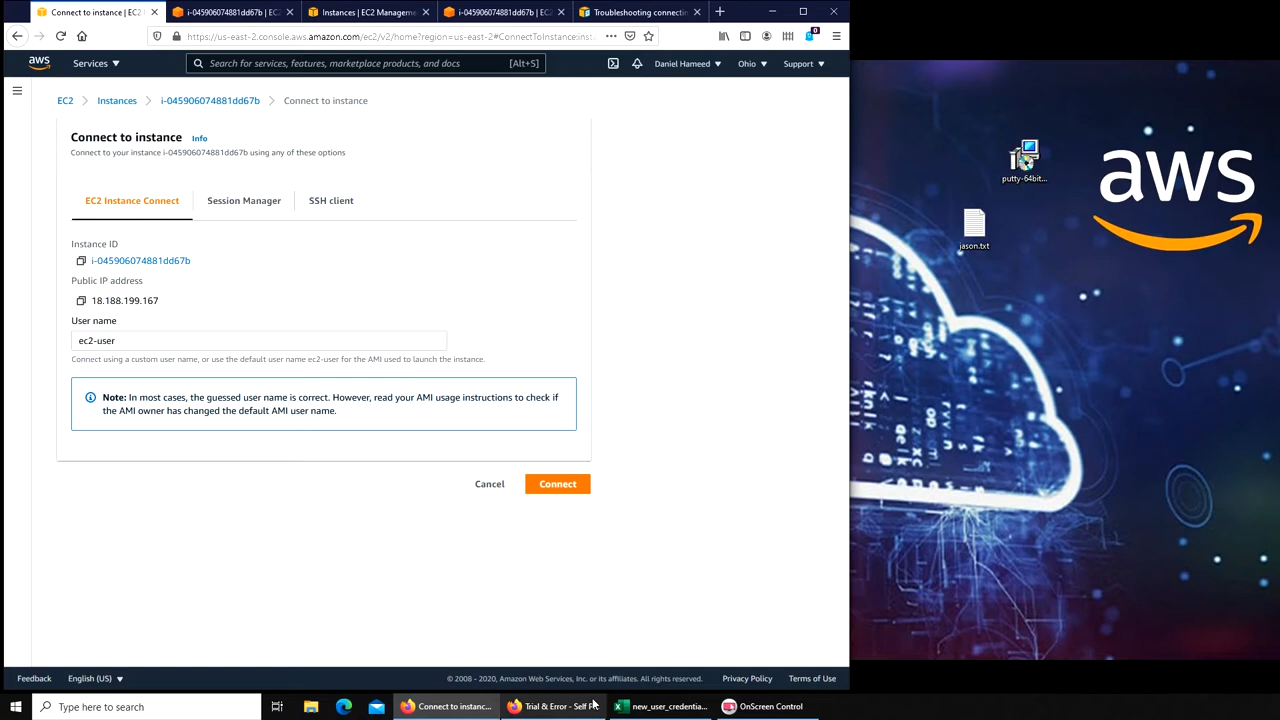 Connect to instance | EC2
i-045906074881dd67b | EC
Instances | EC2 Manageme
i-045906074881dd67b | EC
Troubleshooting connectin
https://us-east-2.console.aws.amazon.com/ec2/v2/home?region=us-east-2#ConnectToInstance:inst
0
aws
Services
Search for services, features, marketplace products, and docs
[Alt+S]
Daniel Hameed
Ohio
Support
EC2
Instances
i-045906074881dd67b
Connect to instance
Connect to instance
Info
Connect to your instance i-045906074881dd67b using any of these options
EC2 Instance Connect
Session Manager
SSH client
Instance ID
i-045906074881dd67b
Public IP address
18.188.199.167
User name
ec2-user
Connect using a custom user name, or use the default user name ec2-user for the AMI used to launch the instance.
Note: In most cases, the guessed user name is correct. However, read your AMI usage instructions to check if
the AMI owner has changed the default AMI user name.
Cancel
Connect
putty-64bit...
jason.txt
aws
Feedback
English (US)
© 2008 - 2020, Amazon Web Services, Inc. or its affiliates. All rights reserved.
Privacy Policy
Terms of Use
Type here to search
Connect to instanc...
Trial & Error - Self
new_user_credentia...
OnScreen Control